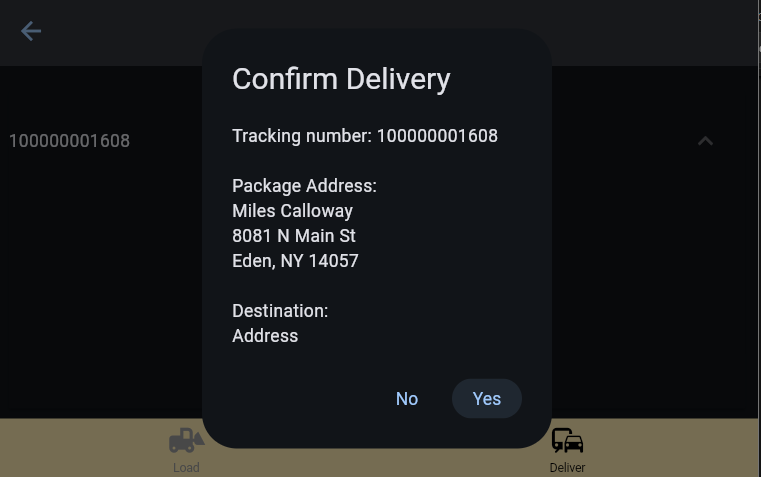 Confirm Delivery
Tracking number: 100000001608
100000001608
Package Address:
Miles Calloway
8081 N Main St
Eden, NY 14057
Destination:
Address
No
Yes
Load
Deliver